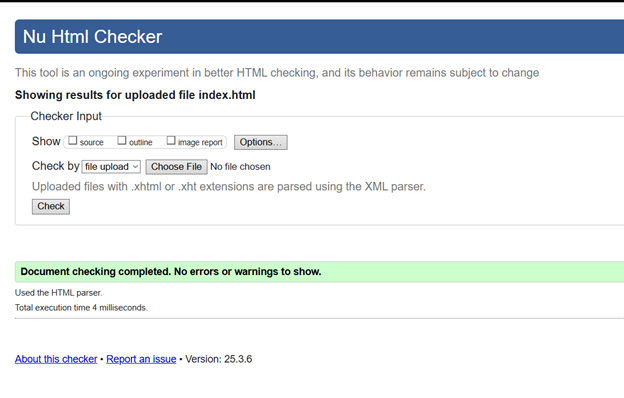 Nu Html Checker
This tool is an ongoing experiment in better HTML checking, and its behavior remains subject to change
Showing results for uploaded file index.html
Checker Input
Show source outline image report Options...
Check by file upload Choose File No file chosen
Uploaded files with .xhtml or .xht extensions are parsed using the XML parser.
Check
Document checking completed. No errors or warnings to show.
Used the HTML parser.
Total execution time 4 milliseconds.
About this checker • Report an issue • Version: 25.3.6